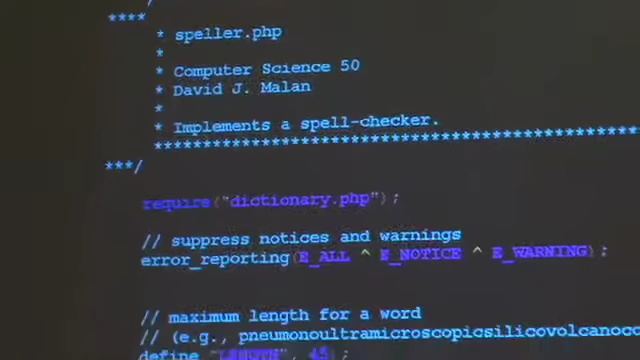 ****
* speller.php
*
* Computer Science 50
* David J. Malan
*
* Implements a spell-checker.
***********************************************
***/
require("dictionary.php");
// suppress notices and warnings
error_reporting(E_ALL ^ E_NOTICE ^ E_WARNING);
// maximum length for a word
// (e.g., pneumonoultramicroscopicsilicovolcanoco
define "LENGTH", 45);